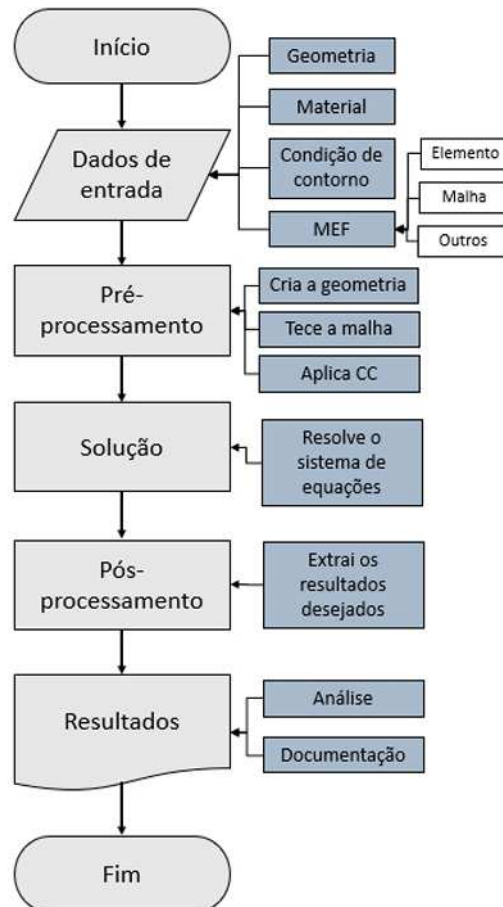 Início
Geometria
Material
Dados de
entrada
Condição de
contorno
MEF
Elemento
Malha
Outros
Pré-
processamento
Cria a geometria
Tece a malha
Aplica CC
Solução
Resolve o
sistema de
equações
Pós-
processamento
Extrai os
resultados
desejados
Resultados
Análise
Documentação
Fim